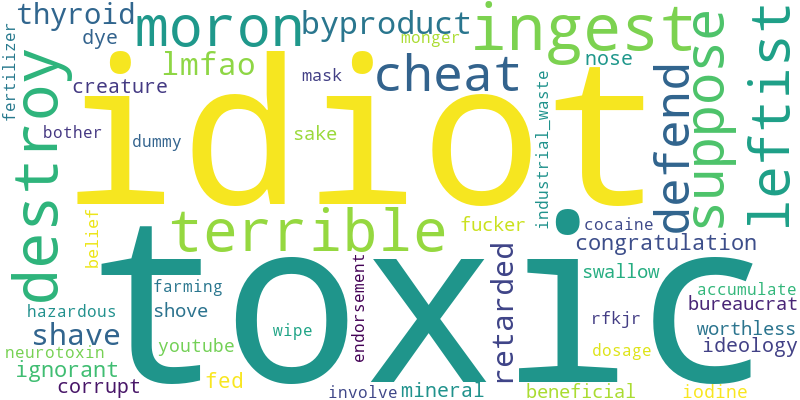 thyroid
moron
byproduct
ingest
fertilizer
dye
lmfao
monger
cheat
nose
leftist
creature
mask
destroy
idiot
defend
suppose
bother
dummy
sake
industrial_waste
belief
terrible
fucker
cocaine
congratulation
toxic
retarded
swallow
hazardous
farming
shove
endorsement
accumulate
bureaucrat
shave
wipe
rfkjr
worthless
neurotoxin
youtube
dosage
ideology
ignorant
fed
corrupt
involve
mineral
beneficial
iodine